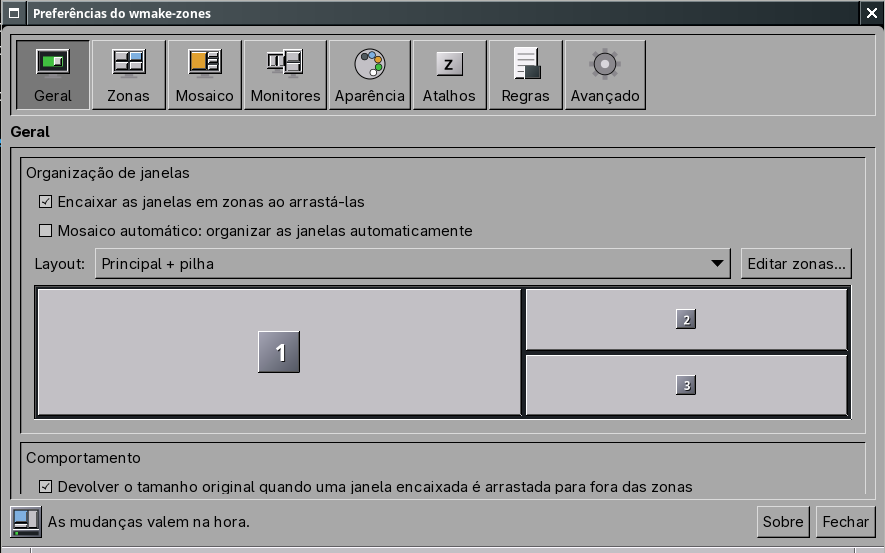 Preferências do wmake-zones
Geral Zonas Mosaico Monitores Aparência Atalhos Regras Avançado
z
Geral
Organização de janelas
Encaixar as janelas em zonas ao arrastá-las
Mosaico automático: organizar as janelas automaticamente
Layout: Principal + pilha Editar zonas...
1
2
3
Comportamento
Devolver o tamanho original quando uma janela encaixada é arrastada para fora das zonas
As mudanças valem na hora. Sobre Fechar